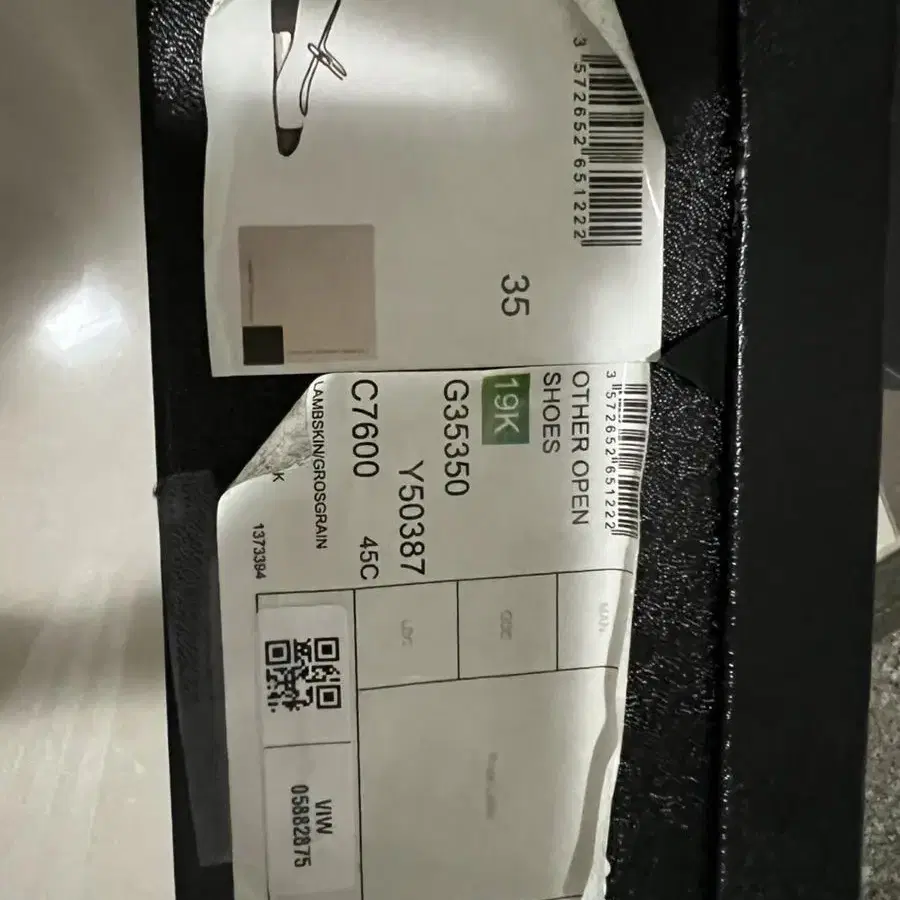 3 572652 651222
35
3 572652 651222
OTHER OPEN
SHOES
19K
G35350
Y50387
C7600 45C
LAMBSKIN/GROSGRAIN
K
1373394
VIW
05882875